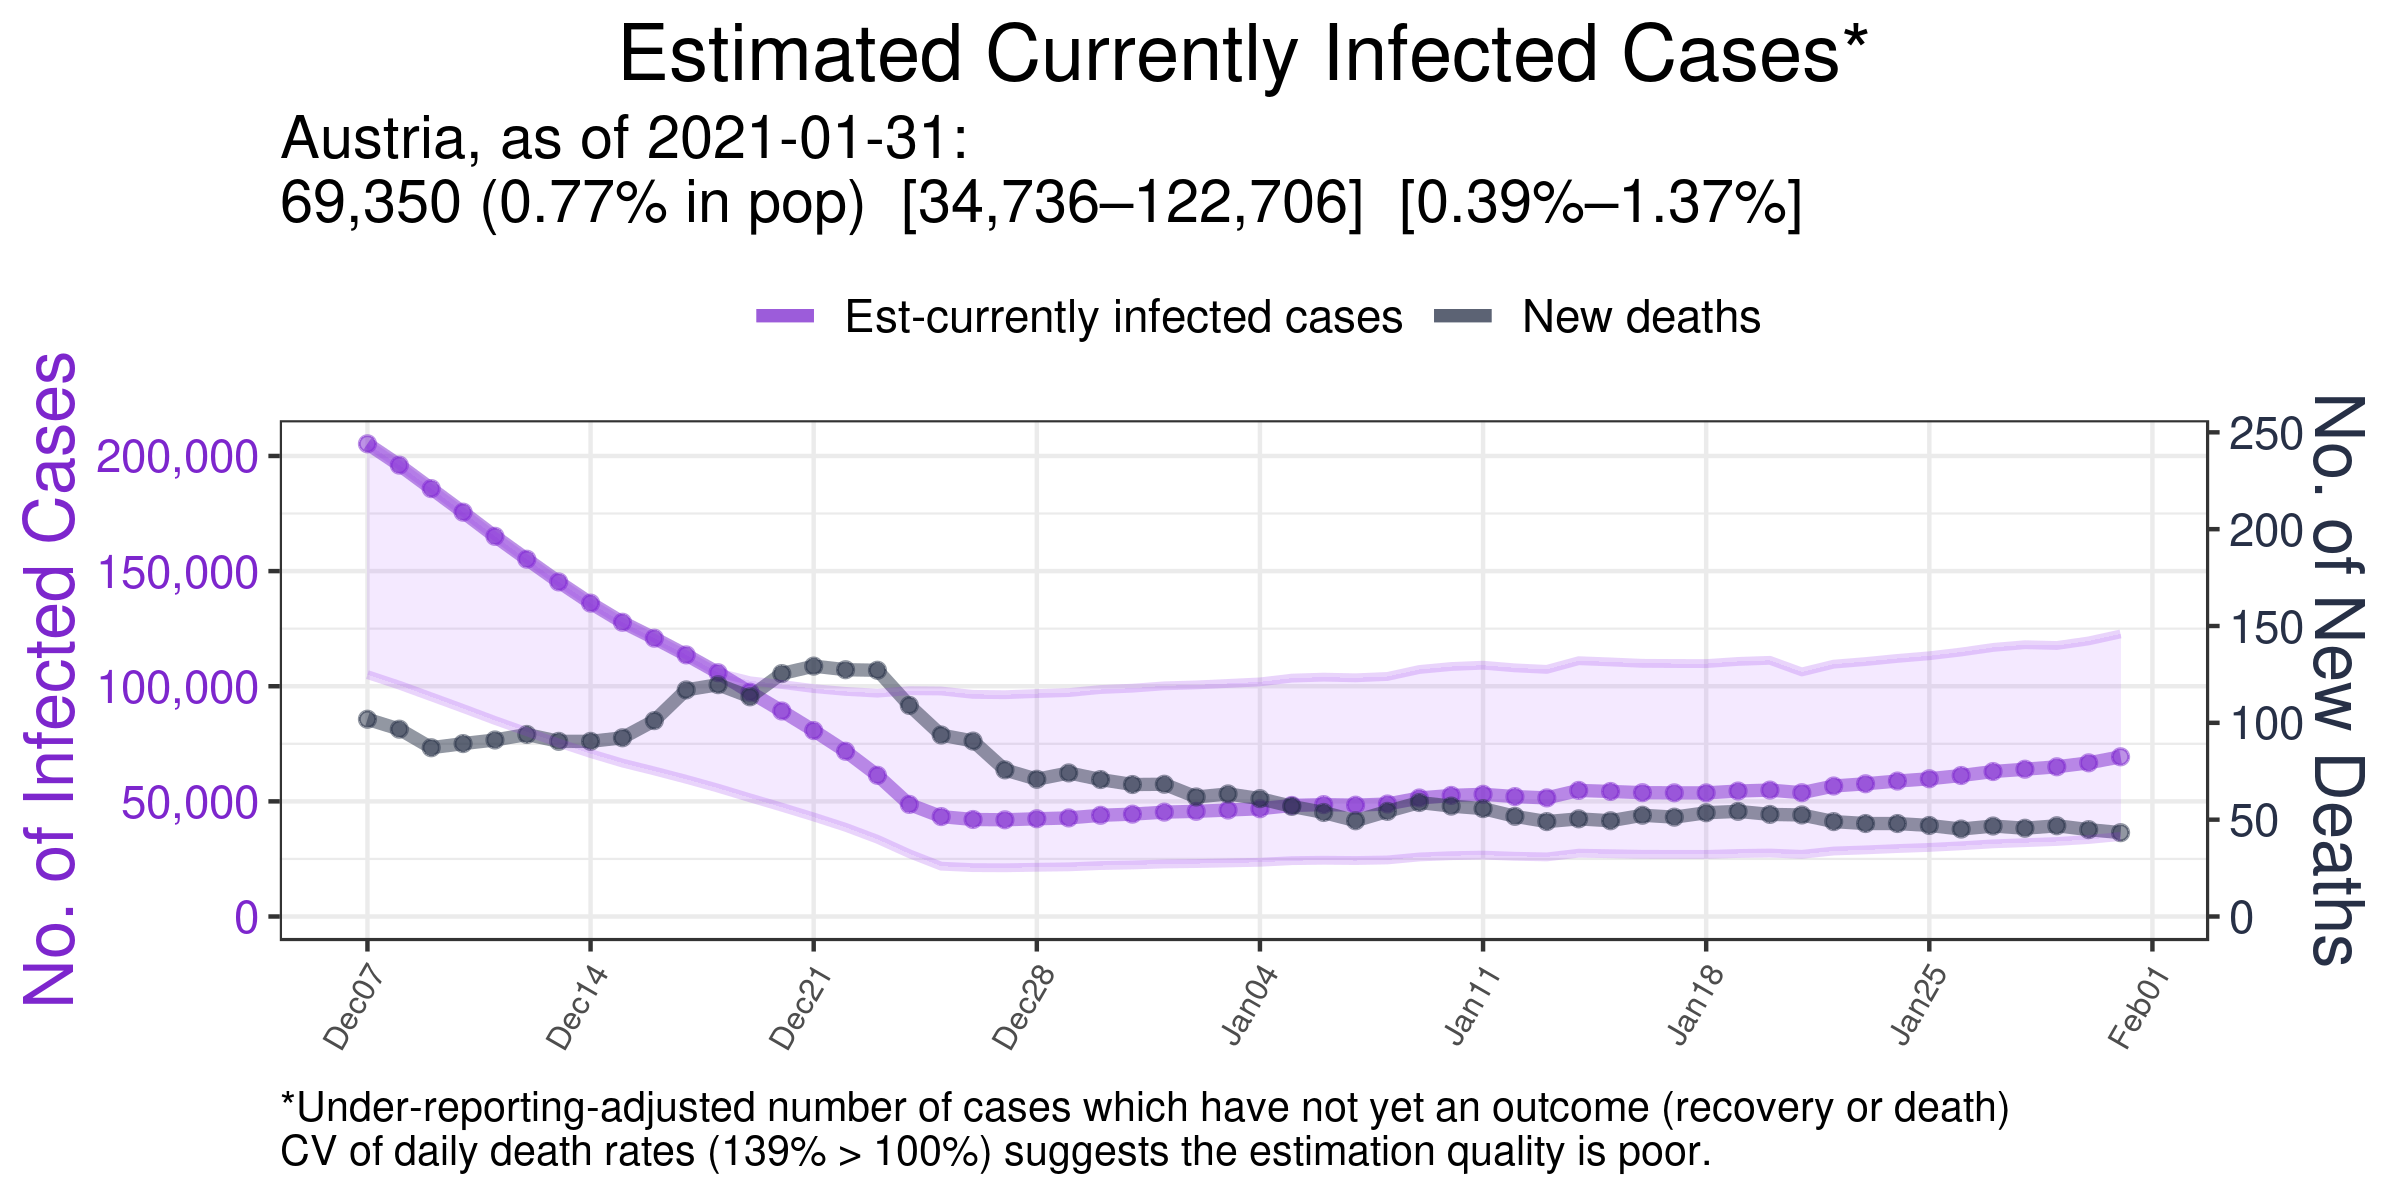 Estimated Currently Infected Cases*
Austria, as of 2021-01-31:
69,350 (0.77% in pop) [34,736–122,706] [0.39%–1.37%]
Est-currently infected cases
New deaths
No. of Infected Cases
200,000
150,000
100,000
50,000
0
250
200
150
100
50
0
No. of New Deaths
Dec07
Dec14
Dec21
Dec28
Jan04
Jan11
Jan18
Jan25
Feb01
*Under-reporting-adjusted number of cases which have not yet an outcome (recovery or death)
CV of daily death rates (139% > 100%) suggests the estimation quality is poor.